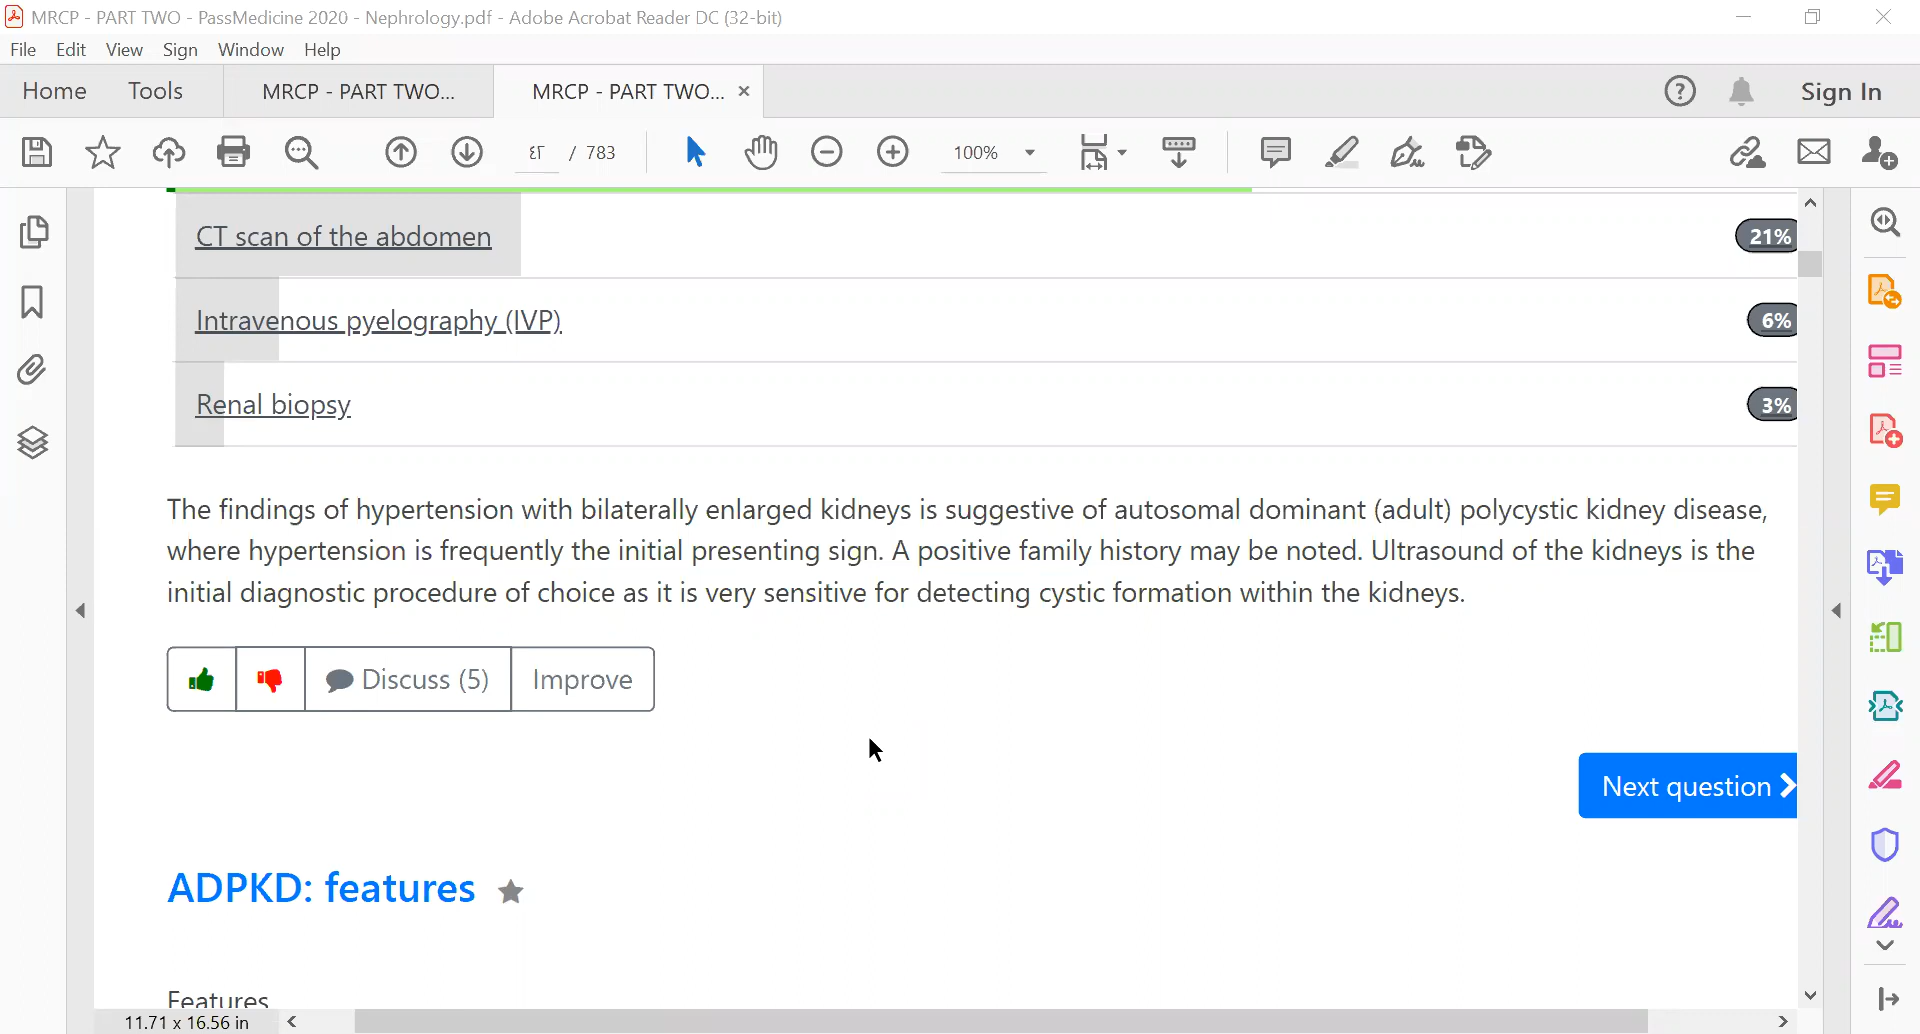 MRCP - PART TWO - PassMedicine 2020 - Nephrology.pdf - Adobe Acrobat Reader DC (32-bit)
File Edit View Sign Window Help
Home Tools MRCP - PART TWO... MRCP - PART TWO... × Sign In
٤٢ / 783 100%
CT scan of the abdomen 21%
Intravenous pyelography (IVP) 6%
Renal biopsy 3%
The findings of hypertension with bilaterally enlarged kidneys is suggestive of autosomal dominant (adult) polycystic kidney disease,
where hypertension is frequently the initial presenting sign. A positive family history may be noted. Ultrasound of the kidneys is the
initial diagnostic procedure of choice as it is very sensitive for detecting cystic formation within the kidneys.
Discuss (5) Improve
Next question
ADPKD: features
Features
11.71 x 16.56 in